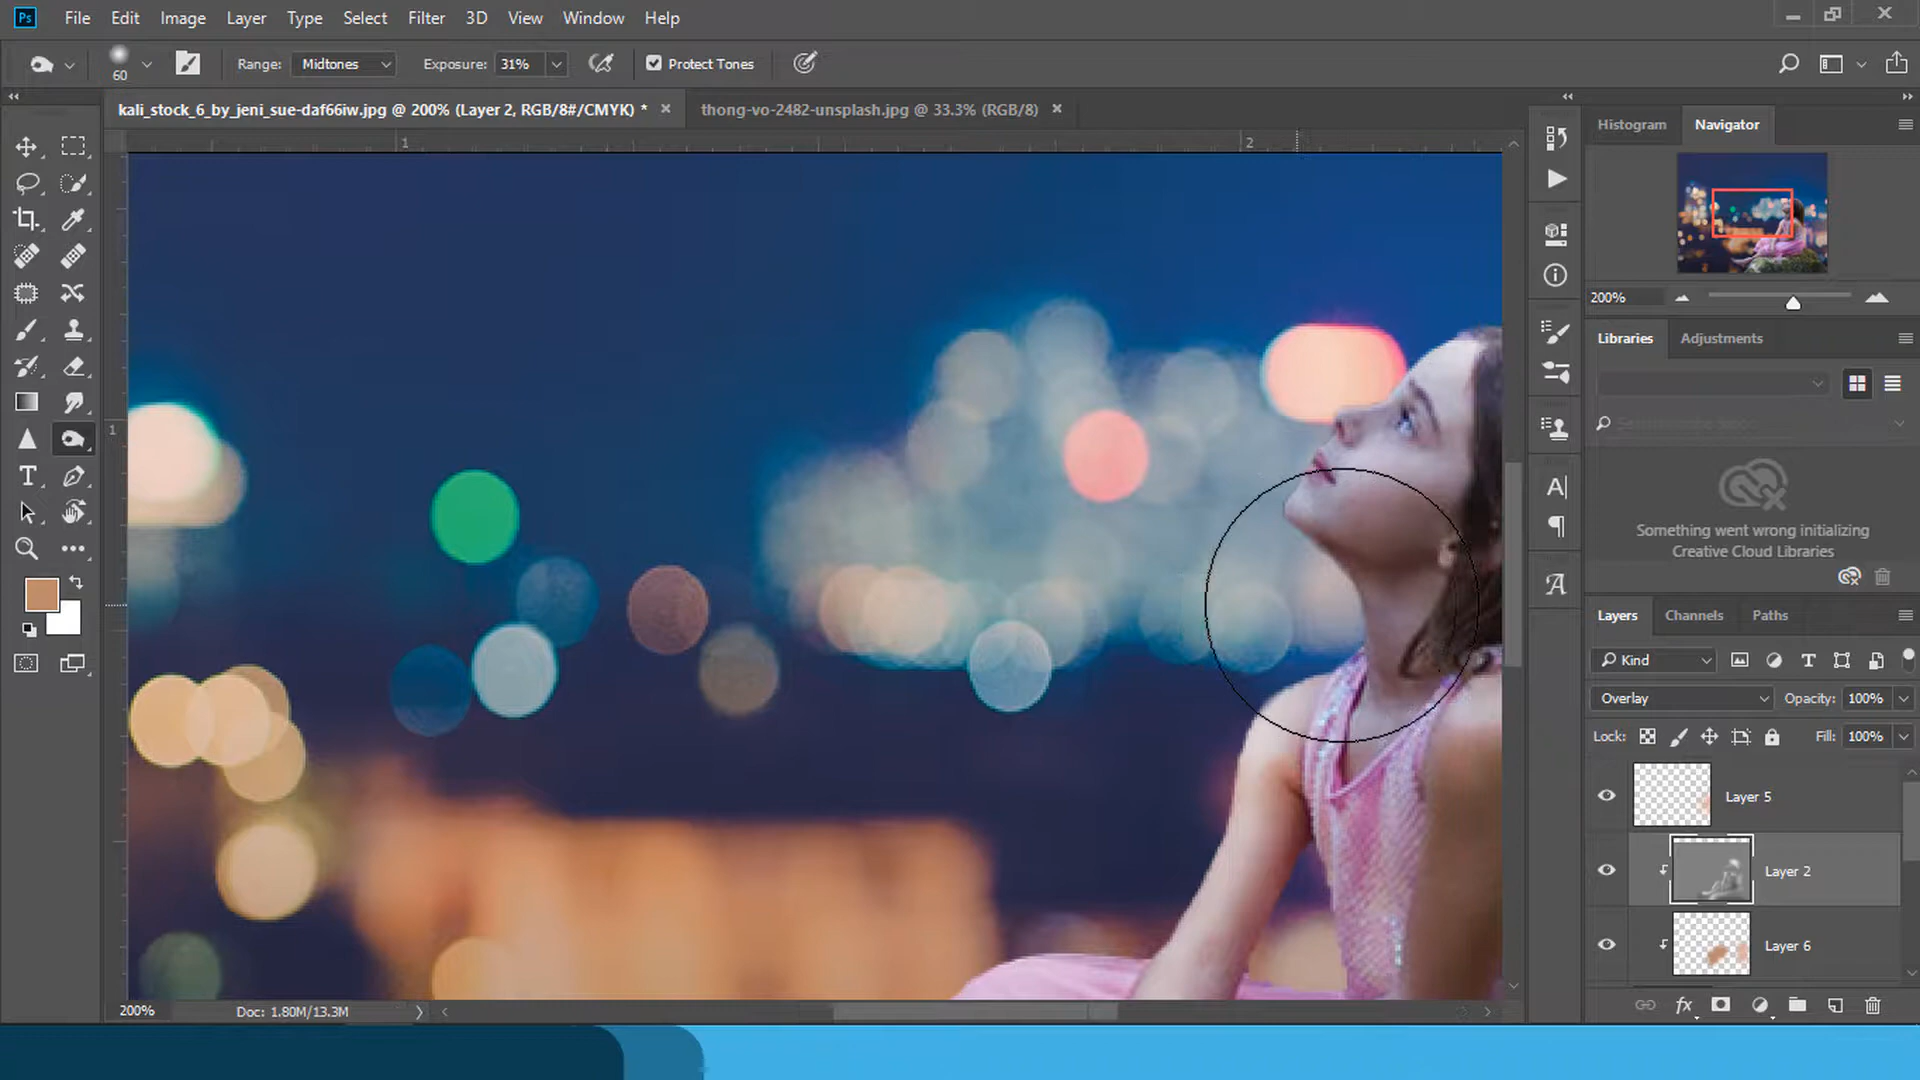 Ps File Edit Image Layer Type Select Filter 3D View Window Help
60 Range: Midtones Exposure: 31% Protect Tones
kali_stock_6_by_jeni_sue-daf66iw.jpg @ 200% (Layer 2, RGB/8#/CMYK) * thong-vo-2482-unsplash.jpg @ 33.3% (RGB/8)
1 2
1
Histogram Navigator
200%
Libraries Adjustments
Something went wrong initializing
Creative Cloud Libraries
Layers Channels Paths
Kind
Overlay Opacity: 100%
Lock: Fill: 100%
Layer 5
Layer 2
Layer 6
fx
200% Doc: 1.80M/13.3M